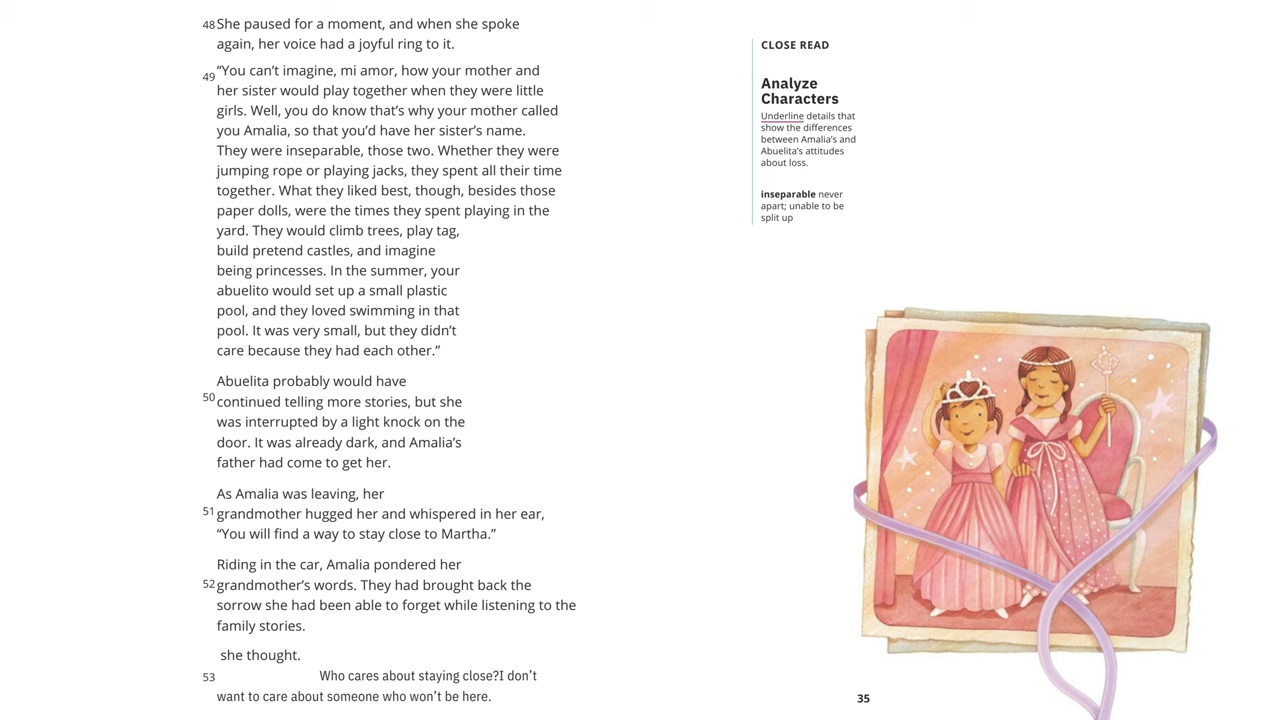 48 She paused for a moment, and when she spoke
again, her voice had a joyful ring to it.
49 “You can’t imagine, mi amor, how your mother and
her sister would play together when they were little
girls. Well, you do know that’s why your mother called
you Amalia, so that you’d have her sister’s name.
They were inseparable, those two. Whether they were
jumping rope or playing jacks, they spent all their time
together. What they liked best, though, besides those
paper dolls, were the times they spent playing in the
yard. They would climb trees, play tag,
build pretend castles, and imagine
being princesses. In the summer, your
abuelito would set up a small plastic
pool, and they loved swimming in that
pool. It was very small, but they didn’t
care because they had each other.”
Abuelita probably would have
50 continued telling more stories, but she
was interrupted by a light knock on the
door. It was already dark, and Amalia’s
father had come to get her.
As Amalia was leaving, her
51 grandmother hugged her and whispered in her ear,
“You will find a way to stay close to Martha.”
Riding in the car, Amalia pondered her
52 grandmother’s words. They had brought back the
sorrow she had been able to forget while listening to the
family stories.
she thought.
53 Who cares about staying close?I don’t
want to care about someone who won’t be here.
CLOSE READ
Analyze
Characters
Underline details that
show the differences
between Amalia’s and
Abuelita’s attitudes
about loss.
inseparable never
apart; unable to be
split up
35